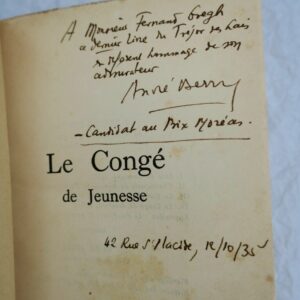 A Monsieur Fernand Gregh
ce dernier Livre du Trésor des Lais
respectueux hommage de son
admirateur
André Berry
– Candidat au Prix Moréas.
Le Congé
de Jeunesse
42 Rue St Placide, 12/10/35